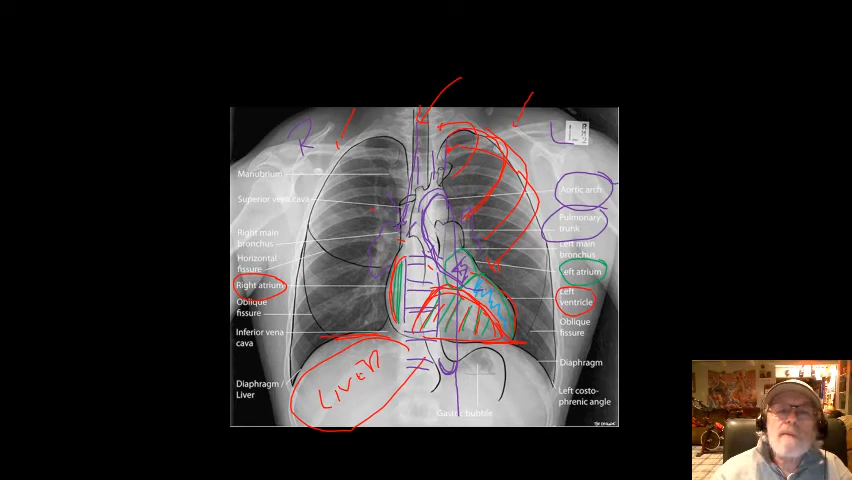 R
L
Manubrium
Superior vena cava
Right main
bronchus
Horizontal
fissure
Right atrium
Oblique
fissure
Inferior vena
cava
Diaphragm /
Liver
LIVER
Aortic arch
Pulmonary
trunk
Left main
bronchus
Left atrium
Left
ventricle
Oblique
fissure
Diaphragm
Left costo-
phrenic angle
Gastric bubble